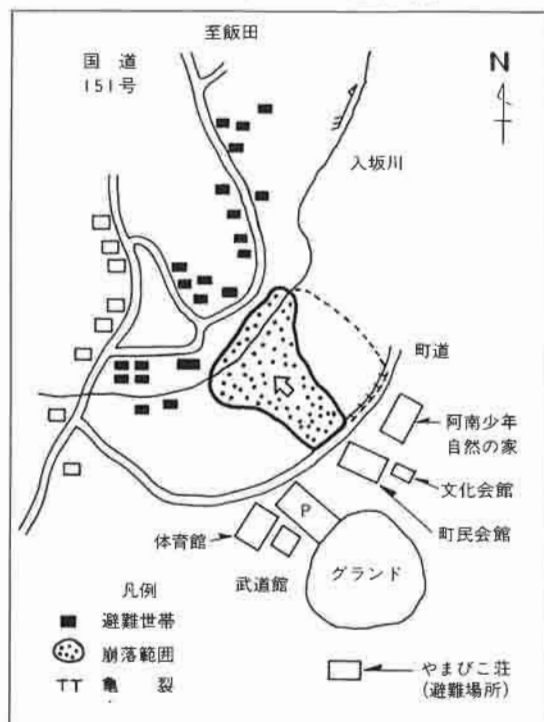 至飯田
国道
151号
N
入坂川
町道
阿南少年
自然の家
文化会館
町民会館
P
体育館
武道館
グランド
凡例
避難世帯
崩落範囲
亀裂
やまびこ荘
(避難場所)